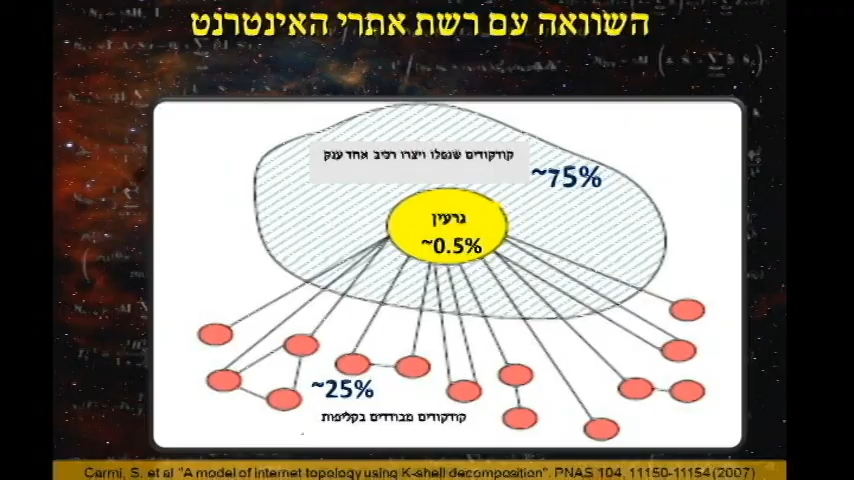 השוואה עם רשת אתרי האינטרנט
קודקודים שנפלו ויצרו רכיב אחד ענק
~75%
גרעין
~0.5%
~25%
קודקודים מבודדים בקליפות
Carmi, S. et al "A model of Internet topology using K-shell decomposition". PNAS 104, 11150-11154 (2007)